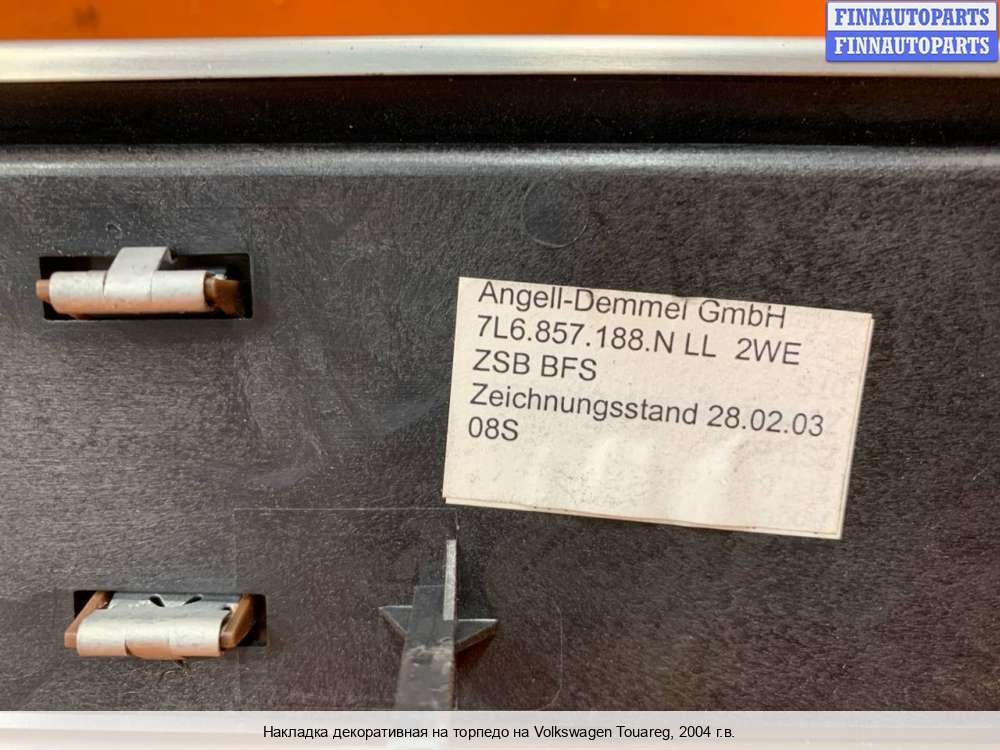 FINNAUTOPARTS
FINNAUTOPARTS
Angell-Demmel GmbH
7L6.857.188.N LL 2WE
ZSB BFS
Zeichnungsstand 28.02.03
08S
Накладка декоративная на торпедо на Volkswagen Touareg, 2004 г.в.